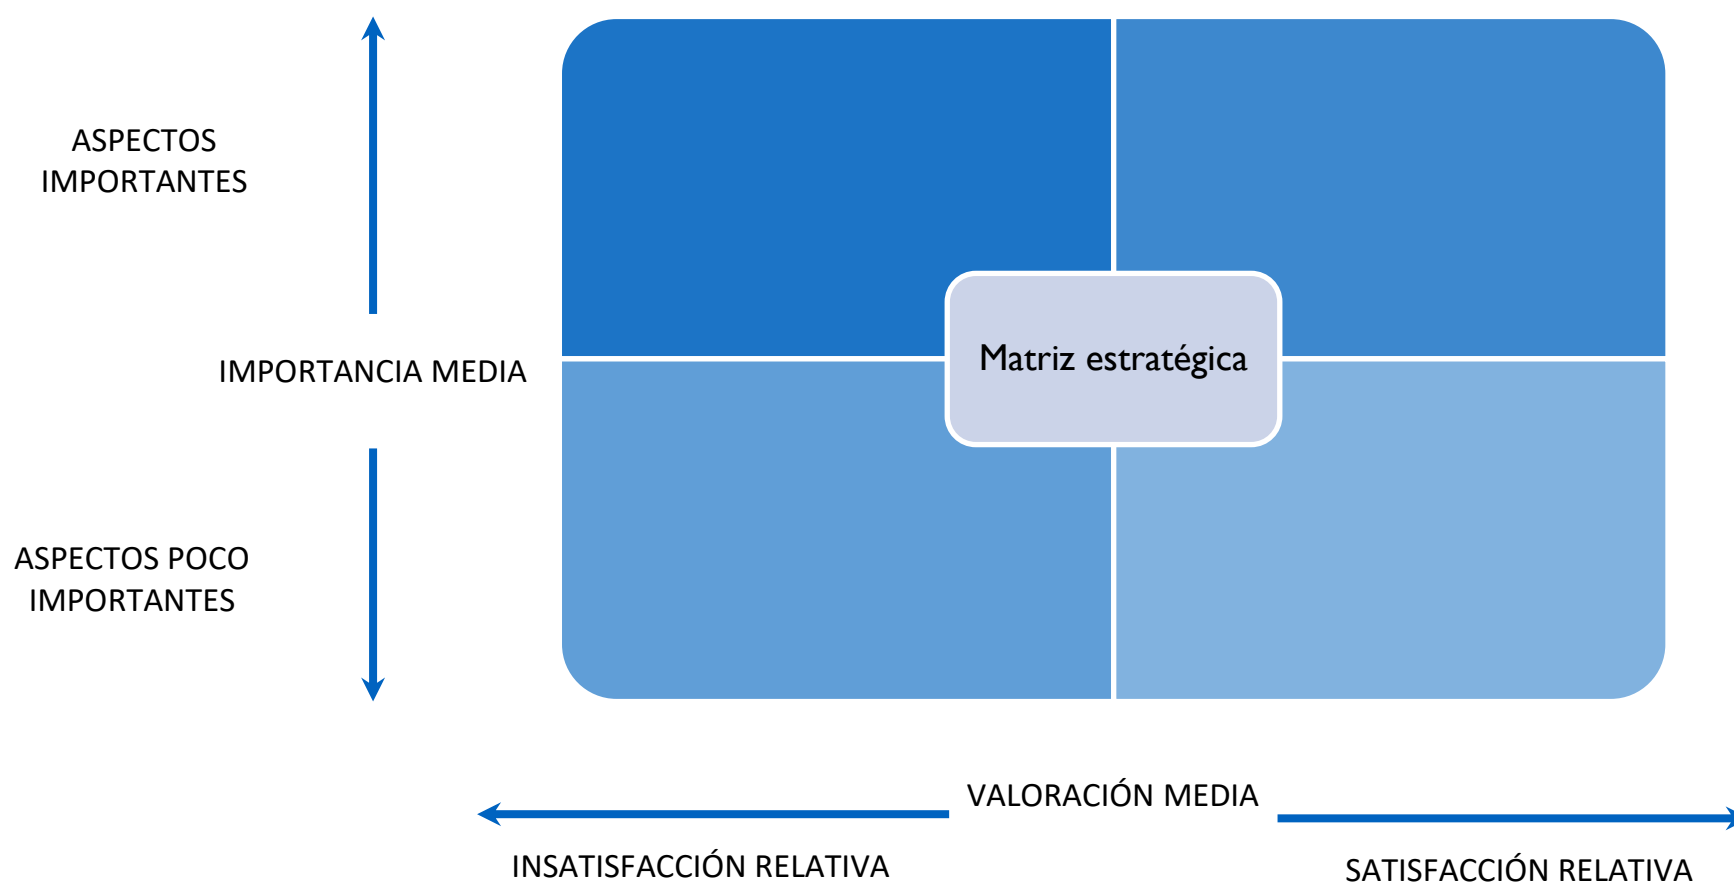 ASPECTOS
IMPORTANTES
IMPORTANCIA MEDIA
Matriz estratégica
ASPECTOS POCO
IMPORTANTES
VALORACIÓN MEDIA
INSATISFACCIÓN RELATIVA
SATISFACCIÓN RELATIVA